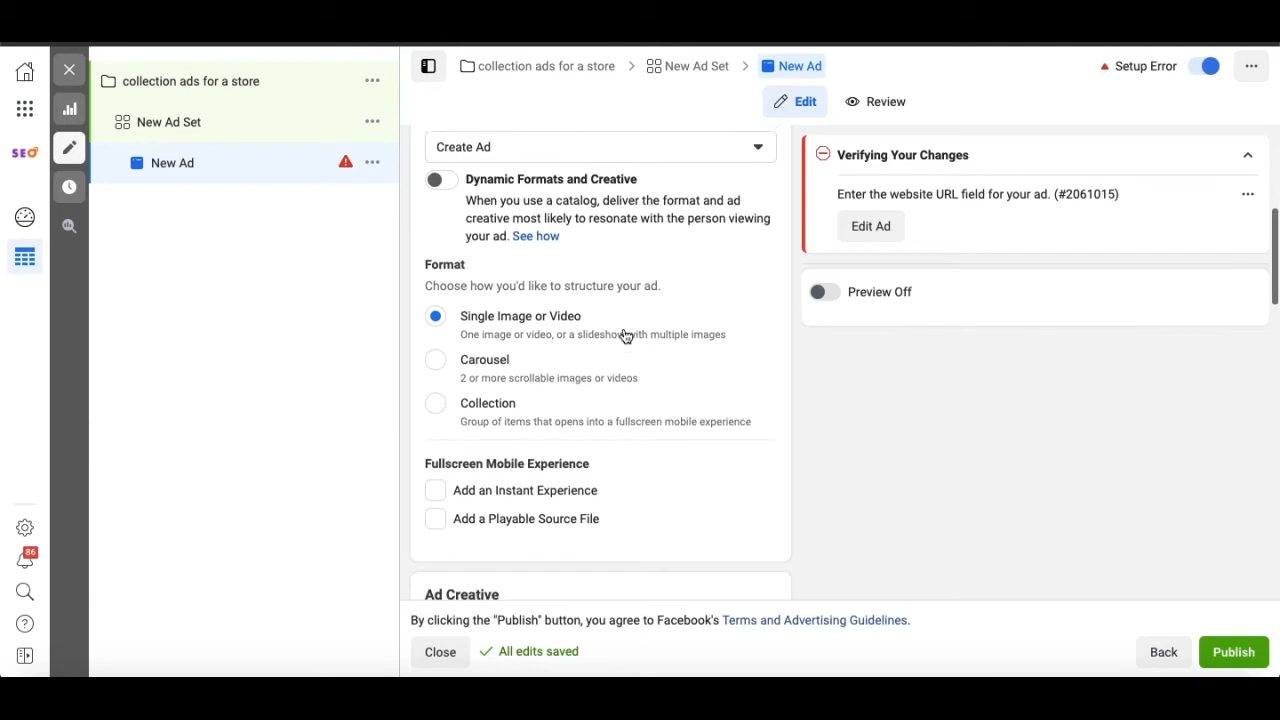 collection ads for a store
New Ad Set
New Ad
SEO
86
collection ads for a store > New Ad Set > New Ad
Setup Error
Edit
Review
Create Ad
Dynamic Formats and Creative
When you use a catalog, deliver the format and ad
creative most likely to resonate with the person viewing
your ad. See how
Format
Choose how you'd like to structure your ad.
Single Image or Video
One image or video, or a slideshow with multiple images
Carousel
2 or more scrollable images or videos
Collection
Group of items that opens into a fullscreen mobile experience
Fullscreen Mobile Experience
Add an Instant Experience
Add a Playable Source File
Ad Creative
Verifying Your Changes
Enter the website URL field for your ad. (#2061015)
Edit Ad
Preview Off
By clicking the "Publish" button, you agree to Facebook's Terms and Advertising Guidelines.
Close
All edits saved
Back
Publish